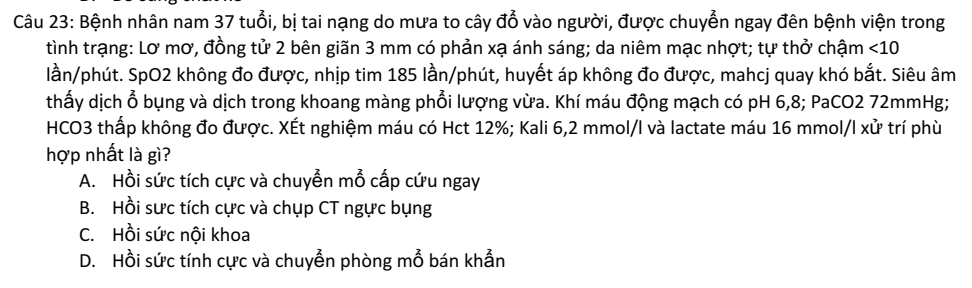 Câu 23: Bệnh nhân nam 37 tuổi, bị tai nạng do mưa to cây đổ vào người, được chuyển ngay đên bệnh viện trong
tình trạng: Lơ mơ, đồng tử 2 bên giãn 3 mm có phản xạ ánh sáng; da niêm mạc nhợt; tự thở chậm <10
lần/phút. SpO2 không đo được, nhịp tim 185 lần/phút, huyết áp không đo được, mahcj quay khó bắt. Siêu âm
thấy dịch ổ bụng và dịch trong khoang màng phổi lượng vừa. Khí máu động mạch có pH 6,8; PaCO2 72mmHg;
HCO3 thấp không đo được. XÉt nghiệm máu có Hct 12%; Kali 6,2 mmol/l và lactate máu 16 mmol/l xử trí phù
hợp nhất là gì?
A. Hồi sức tích cực và chuyển mổ cấp cứu ngay
B. Hồi sưc tích cực và chụp CT ngực bụng
C. Hồi sức nội khoa
D. Hồi sức tính cực và chuyển phòng mổ bán khẩn